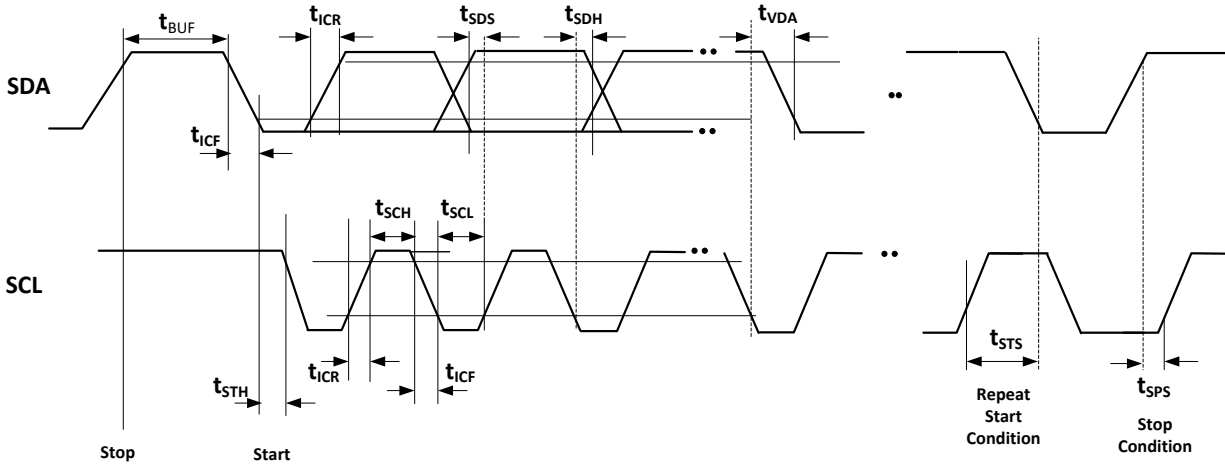 tBUF
tICR
tSDS
tSDH
tVDA
SDA
tICF
tSCH
tSCL
SCL
tSTH
tICR
tICF
tSTS
tSPS
Stop
Start
Repeat
Start
Condition
Stop
Condition